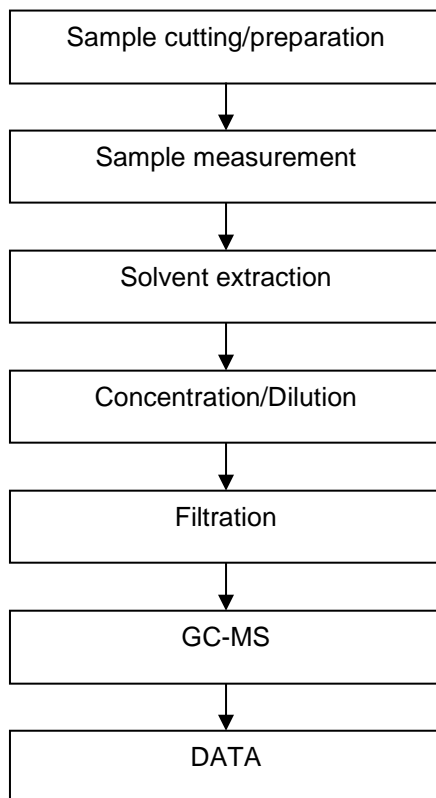 Sample cutting/preparation
Sample measurement
Solvent extraction
Concentration/Dilution
Filtration
GC-MS
DATA